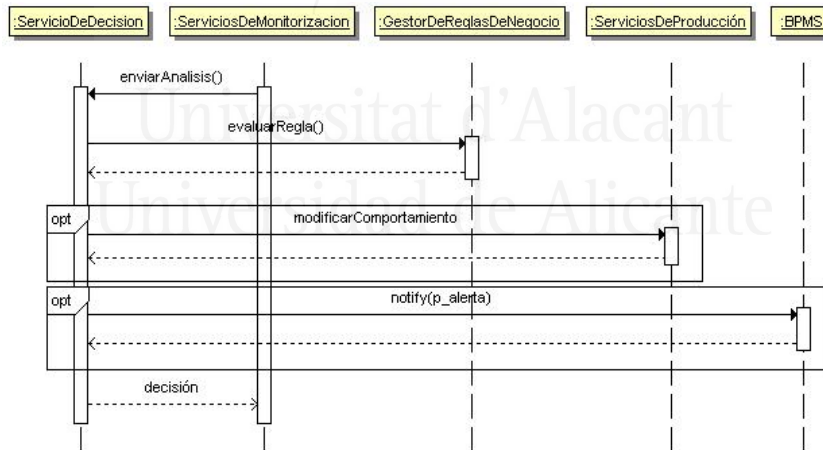 :ServicioDeDecision :ServiciosDeMonitorizacion :GestorDeReglasDeNegocio :ServiciosDeProducción :BPMS
enviarAnalisis()
Universitat d'Alacant
evaluarRegla()
Universidad de Alicante
opt modificarComportamiento
opt notify(p_alerta)
decisión